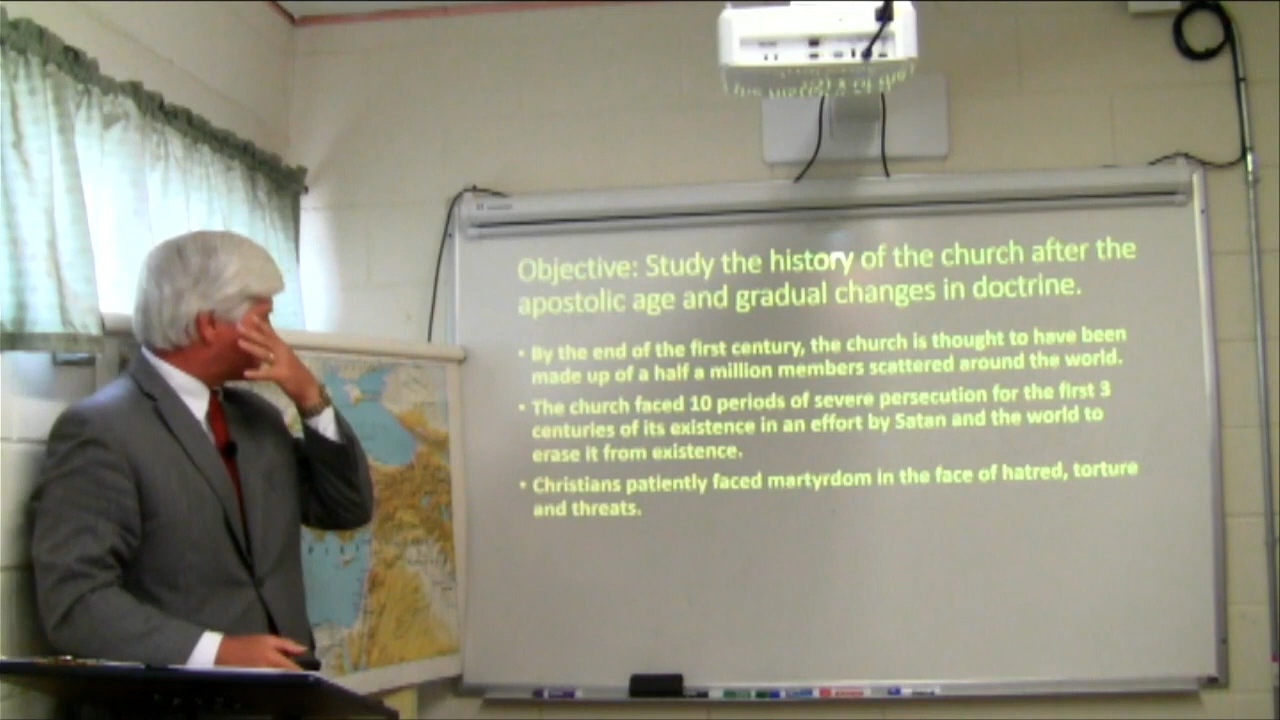 Objective: Study the history of the church after the
apostolic age and gradual changes in doctrine.
• By the end of the first century, the church is thought to have been
made up of a half a million members scattered around the world.
• The church faced 10 periods of severe persecution for the first 3
centuries of its existence in an effort by Satan and the world to
erase it from existence.
• Christians patiently faced martyrdom in the face of hatred, torture
and threats.